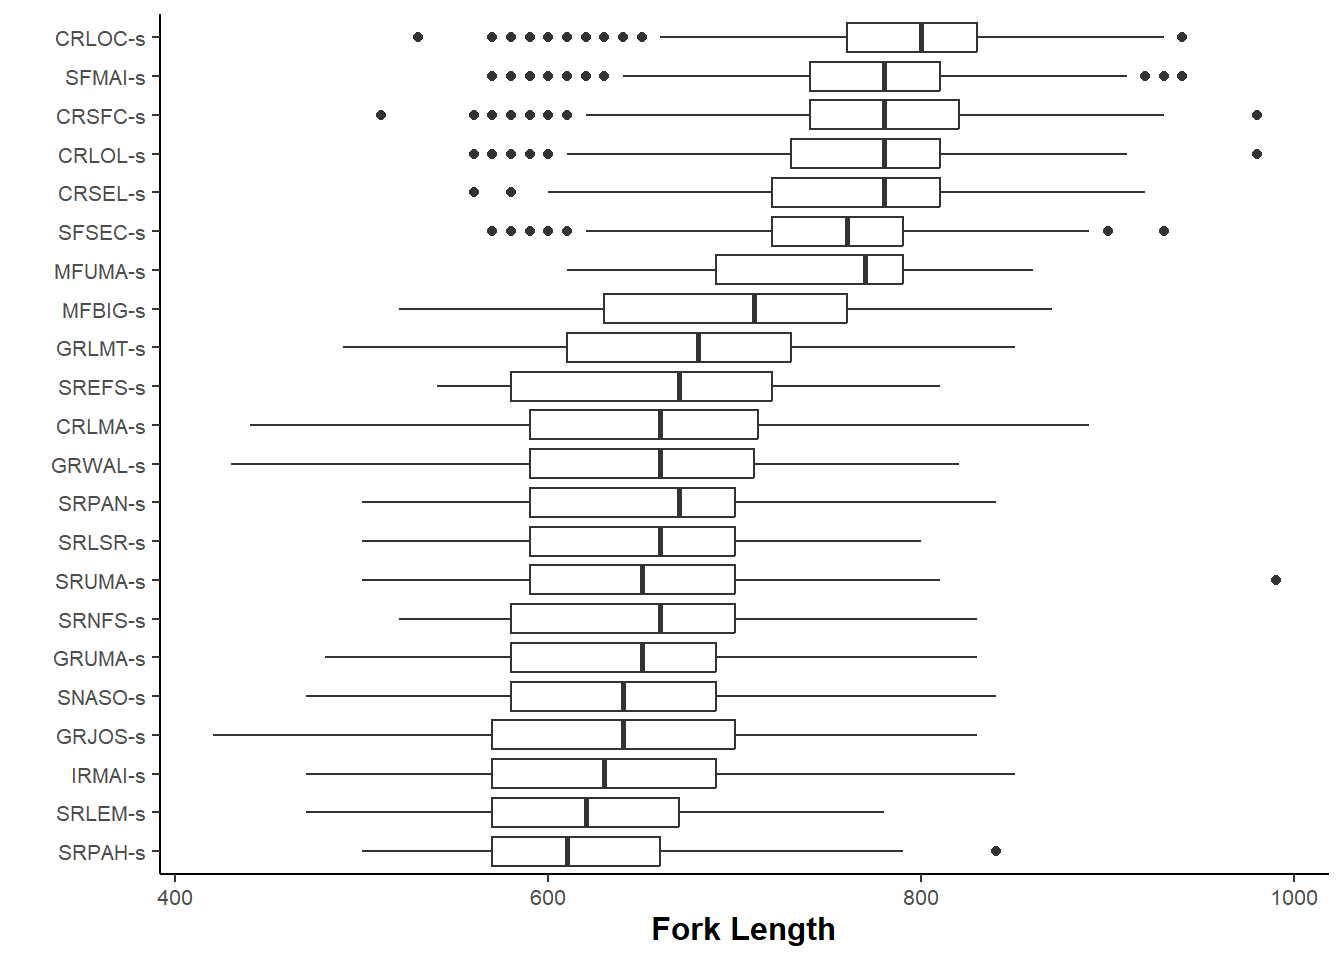 CRLOC-s
SFMAI-s
CRSFC-s
CRLOL-s
CRSEL-s
SFSEC-s
MFUMA-s
MFBIG-s
GRLMT-s
SREFS-s
CRLMA-s
GRWAL-s
SRPAN-s
SRLSR-s
SRUMA-s
SRNFS-s
GRUMA-s
SNASO-s
GRJOS-s
IRMAI-s
SRLEM-s
SRPAH-s
400 600 800 1000
Fork Length